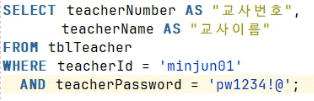 SELECT teacherNumber AS "교사번호",
teacherName AS "교사이름"
FROM tblTeacher
WHERE teacherId = 'minjun01'
AND teacherPassword = 'pw1234!@';